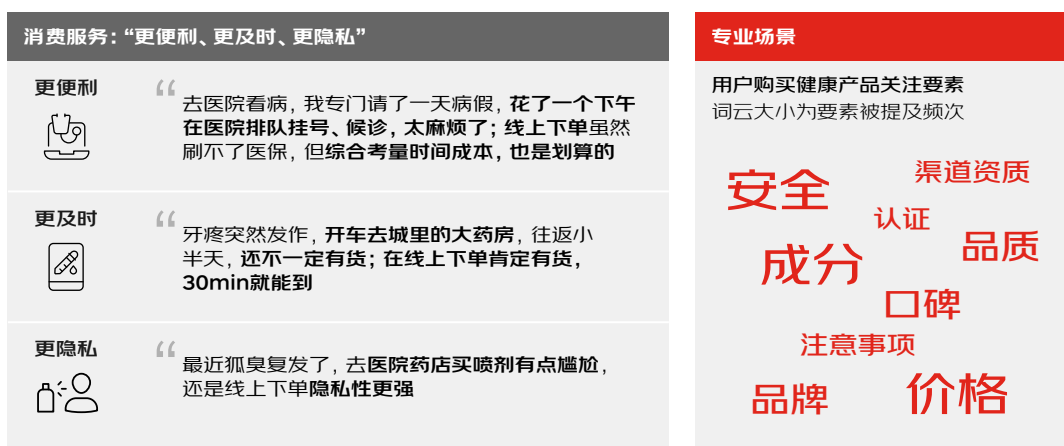 消费服务：“更便利、更及时、更隐私”
更便利
“去医院看病，我专门请了一天病假，花了一个下午
在医院排队挂号、候诊，太麻烦了；线上下单虽然
刷不了医保，但综合考量时间成本，也是划算的
更及时
“牙疼突然发作，开车去城里的大药房，往返小
半天，还不一定有货；在线上下单肯定有货，
30min就能到
更隐私
“最近狐臭复发了，去医院药店买喷剂有点尴尬，
还是线上下单隐私性更强
专业场景
用户购买健康产品关注要素
词云大小为要素被提及频次
安全
渠道资质
认证
品质
成分
口碑
注意事项
品牌
价格